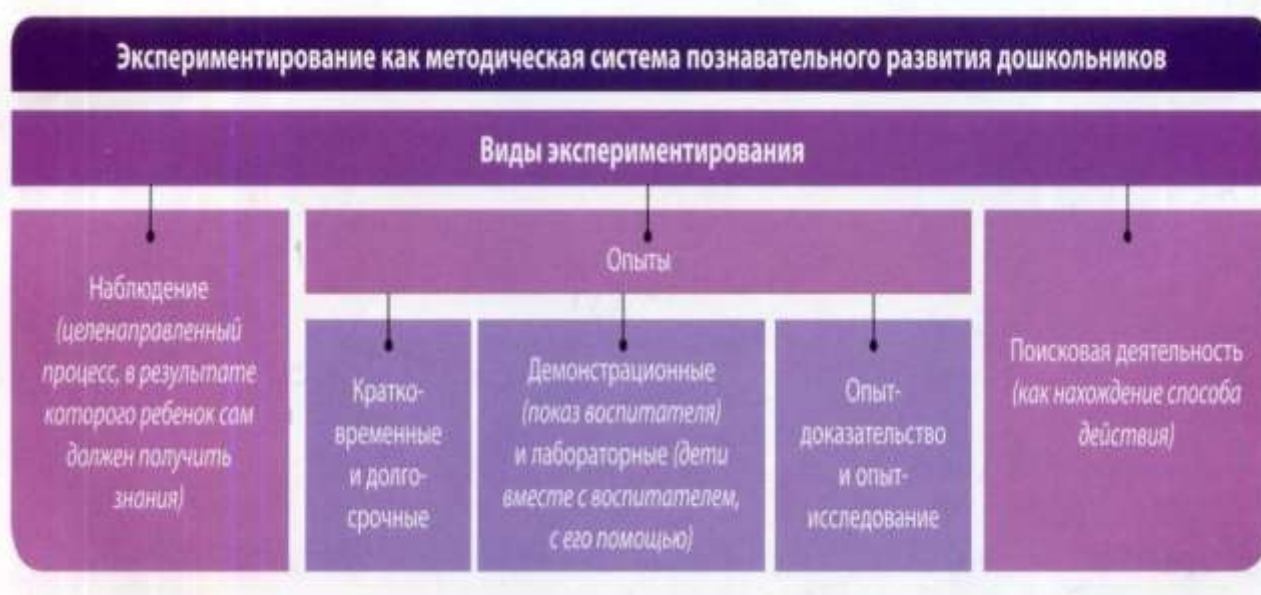 Экспериментирование как методическая система познавательного развития дошкольников
Виды экспериментирования
Наблюдение
(целенаправленный
процесс, в результате
которого ребенок сам
должен получить
знания)
Опыты
Кратко-
временные
и долго-
срочные
Демонстрационные
(показ воспитателя)
и лабораторные (дети
вместе с воспитателем,
с его помощью)
Опыт-
доказательство
и опыт-
исследование
Поисковая деятельность
(как нахождение способа
действия)